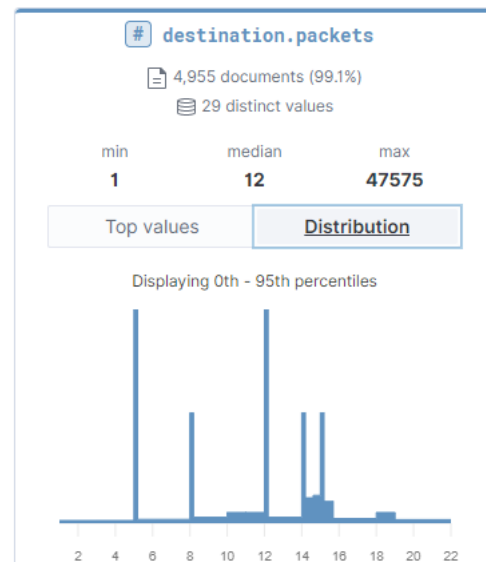 # destination.packets
4,955 documents (99.1%)
29 distinct values
min median max
1 12 47575
Top values Distribution
Displaying 0th - 95th percentiles
2 4 6 8 10 12 14 16 18 20 22